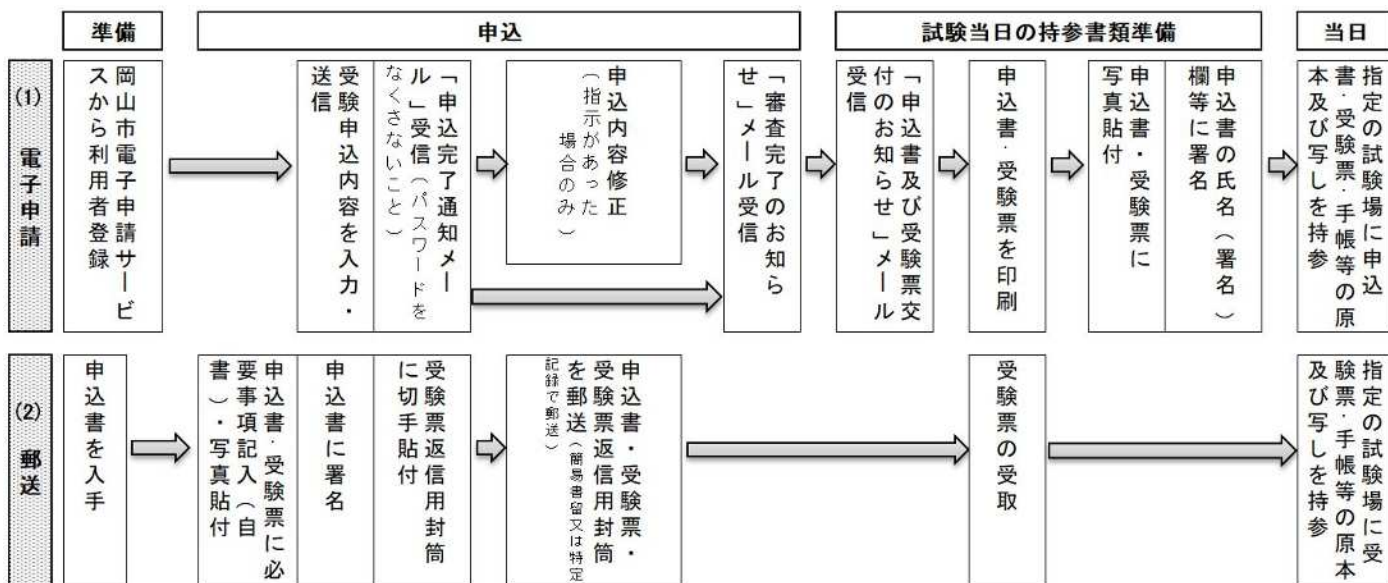 準備
申込
試験当日の持参書類準備
当日
(1)
電子申請
岡山市電子申請サービ
スから利用者登録
受験申込内容を入力・
送信
「申込完了通知メー
ル」受信（パスワードを
なくさないこと）
申込内容修正
（指示があった
場合のみ）
「審査完了のお知ら
せ」メール受信
「申込書及び受験票交
付のお知らせ」メール
受信
申込書・受験票を印刷
申込書・受験票に
写真貼付
申込書の氏名（署名）
欄等に署名
指定の試験場に申込
書・受験票・手帳等の原
本及び写しを持参
(2)
郵送
申込書を入手
申込書・受験票に必
要事項記入（自
書）・写真貼付
申込書に署名
受験票返信用封筒
に切手貼付
申込書・受験票・
受験票返信用封筒
を郵送（簡易書留又は特定
記録で郵送）
受験票の受取
指定の試験場に受
験票・手帳等の原本
及び写しを持参